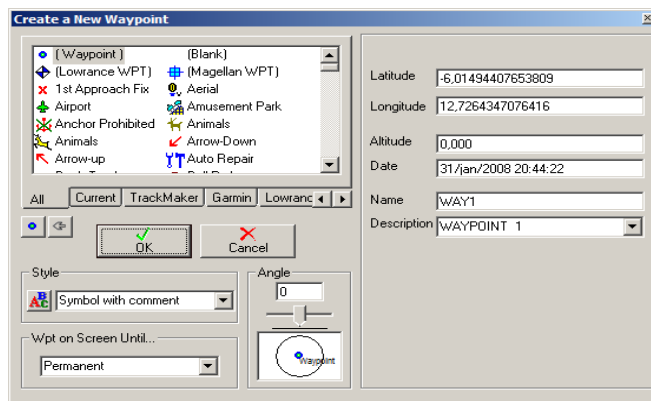 Create a New Waypoint
(Waypoint) (Blank)
(Lowrance WPT) (Magellan WPT)
1st Approach Fix Aerial
Airport Amusement Park
Anchor Prohibited Animals
Animals Arrow-Down
Arrow-up Auto Repair
All Current TrackMaker Garmin Lowranc
OK Cancel
Style
ABC Symbol with comment
Wpt on Screen Until...
Permanent
Angle
0
Waypoint
Latitude -6,01494407653809
Longitude 12,7264347076416
Altitude 0,000
Date 31/jan/2008 20:44:22
Name WAY1
Description WAYPOINT 1